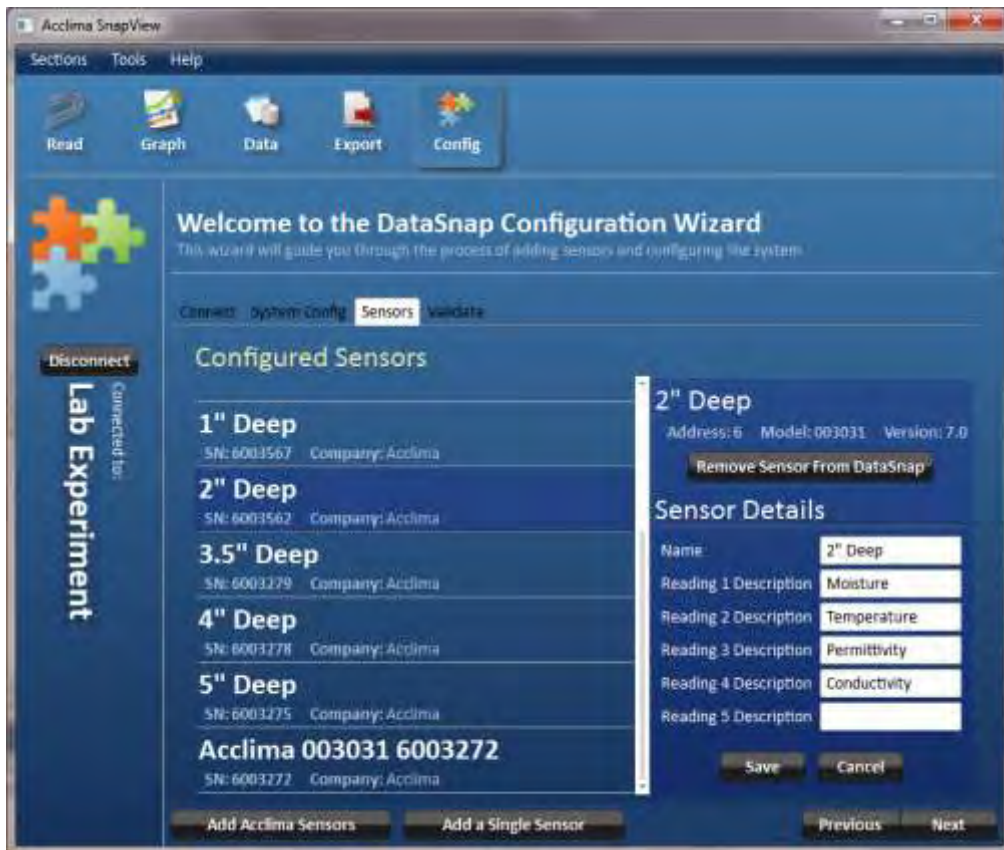 Acclima SnapView
Sections Tools Help
Read Graph Data Export Config
Welcome to the DataSnap Configuration Wizard
This wizard will guide you through the process of adding sensors and configuring the system
Connect System Config Sensors Validate
Disconnect
Connected to:
Lab Experiment
Configured Sensors
1" Deep
SN: 6003567 Company: Acclima
2" Deep
SN: 6003562 Company: Acclima
3.5" Deep
SN: 6003279 Company: Acclima
4" Deep
SN: 6003278 Company: Acclima
5" Deep
SN: 6003275 Company: Acclima
Acclima 003031 6003272
SN: 6003272 Company: Acclima
Add Acclima Sensors Add a Single Sensor
2" Deep
Address: 6 Model: 003031 Version: 7.0
Remove Sensor From DataSnap
Sensor Details
Name 2" Deep
Reading 1 Description Moisture
Reading 2 Description Temperature
Reading 3 Description Permittivity
Reading 4 Description Conductivity
Reading 5 Description
Save Cancel
Previous Next